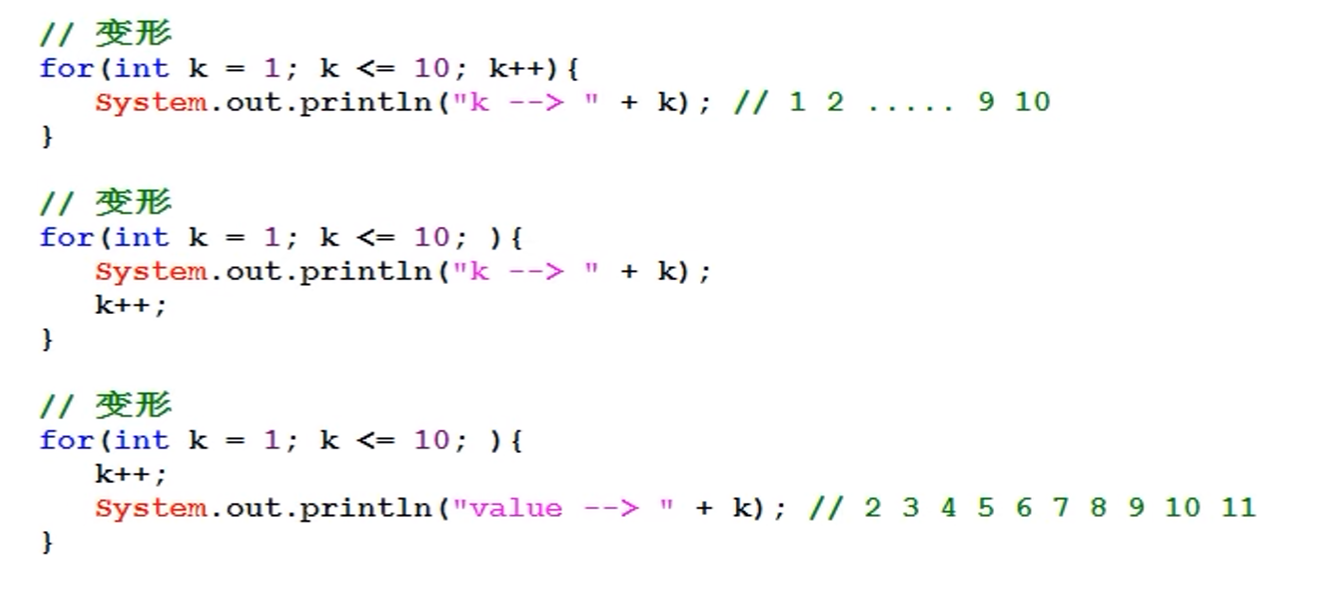 // 变形
for(int k = 1; k <= 10; k++){
System.out.println("k --> " + k); // 1 2 ..... 9 10
}
// 变形
for(int k = 1; k <= 10; ){
System.out.println("k --> " + k);
k++;
}
// 变形
for(int k = 1; k <= 10; ){
k++;
System.out.println("value --> " + k); // 2 3 4 5 6 7 8 9 10 11
}